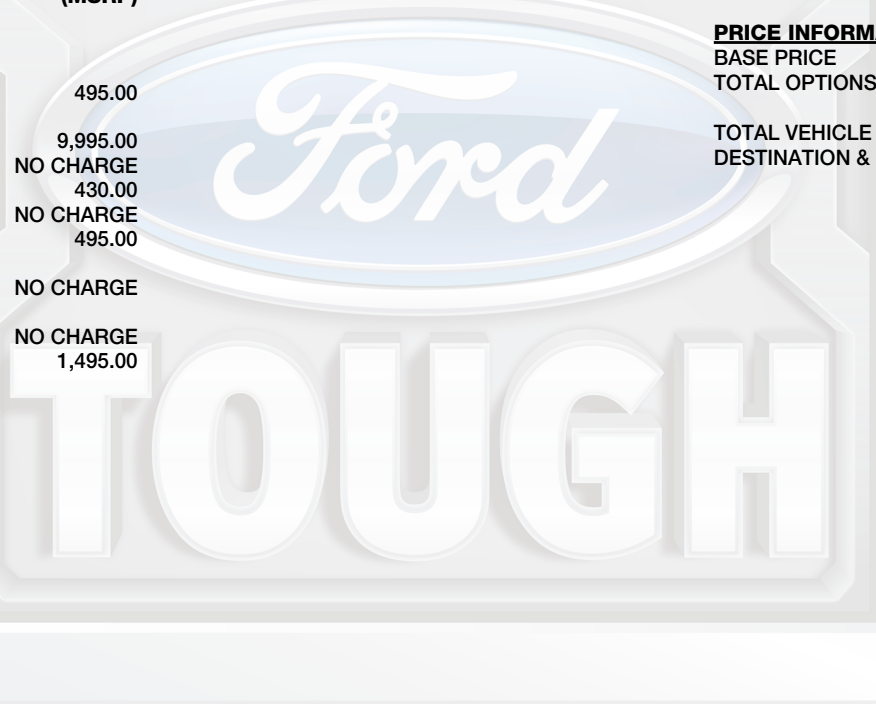 (MSRP)
495.00
9,995.00
NO CHARGE
430.00
NO CHARGE
495.00
NO CHARGE
NO CHARGE
1,495.00
PRICE INFORMA
BASE PRICE
TOTAL OPTIONS
TOTAL VEHICLE
DESTINATION &
Ford
TOUGH